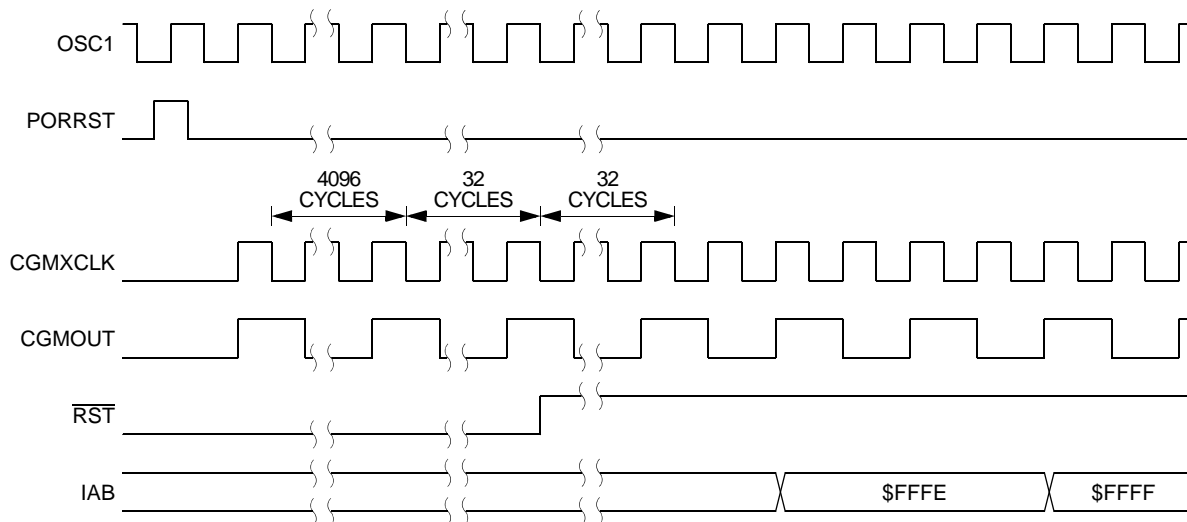 OSC1
PORRST
4096
CYCLES
32
CYCLES
32
CYCLES
CGMXCLK
CGMOUT
RST
IAB
$FFFE
$FFFF